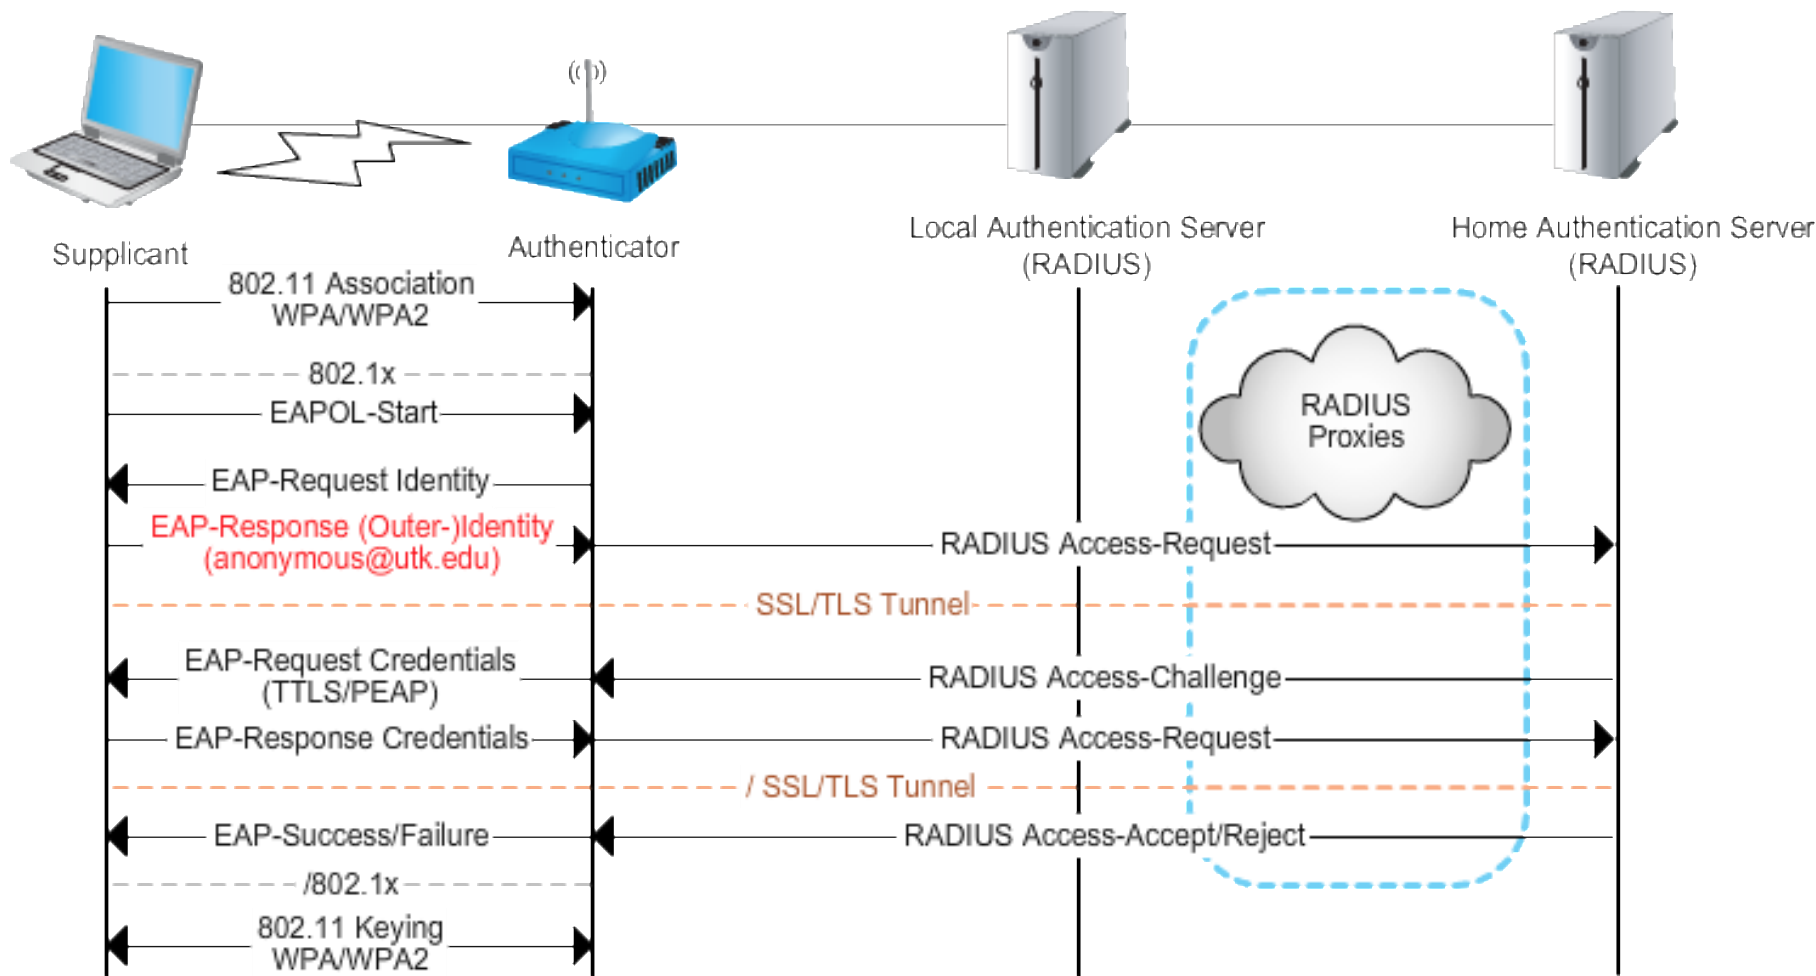 Supplicant
Authenticator
Local Authentication Server
(RADIUS)
Home Authentication Server
(RADIUS)
802.11 Association
WPA/WPA2
802.1x
EAPOL-Start
RADIUS
Proxies
EAP-Request Identity
EAP-Response (Outer-)Identity
(anonymous@utk.edu)
RADIUS Access-Request
SSL/TLS Tunnel
EAP-Request Credentials
(TTLS/PEAP)
RADIUS Access-Challenge
EAP-Response Credentials
RADIUS Access-Request
/ SSL/TLS Tunnel
EAP-Success/Failure
RADIUS Access-Accept/Reject
/802.1x
802.11 Keying
WPA/WPA2